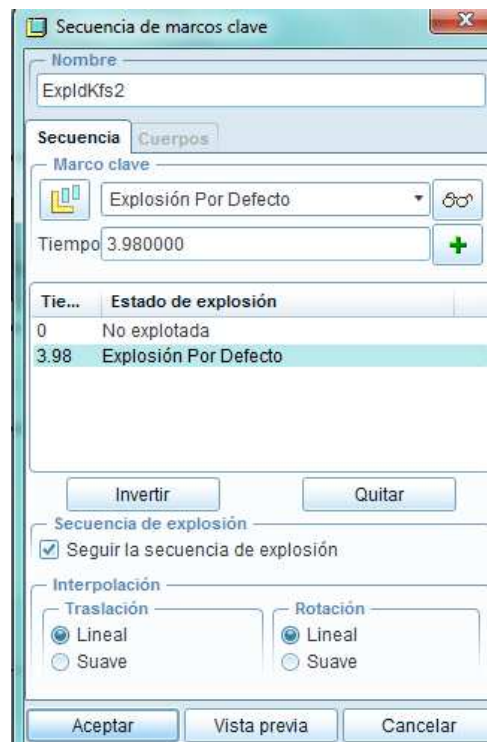 Secuencia de marcos clave
Nombre
ExpldKfs2
Secuencia Cuerpos
Marco clave
Explosión Por Defecto
Tiempo 3.980000
Tie... Estado de explosión
0 No explotada
3.98 Explosión Por Defecto
Invertir Quitar
Secuencia de explosión
Seguir la secuencia de explosión
Interpolación
Traslación Rotación
Lineal Lineal
Suave Suave
Aceptar Vista previa Cancelar